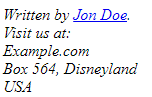 Written by Jon Doe.
Visit us at:
Example.com
Box 564, Disneyland
USA